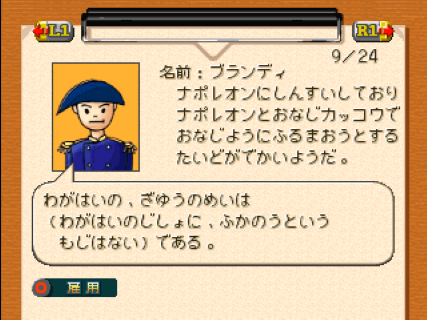 L1
R1
9/24
名前：ブランディ
ナポレオンにしんすいしており
ナポレオンとおなじカッコウで
おなじようにふるまおうとする
たいどがでかいようだ。
わがはいの、ざゆうのめいは
（わがはいのじしょに、ふかのうという
もじはない）である。
雇用